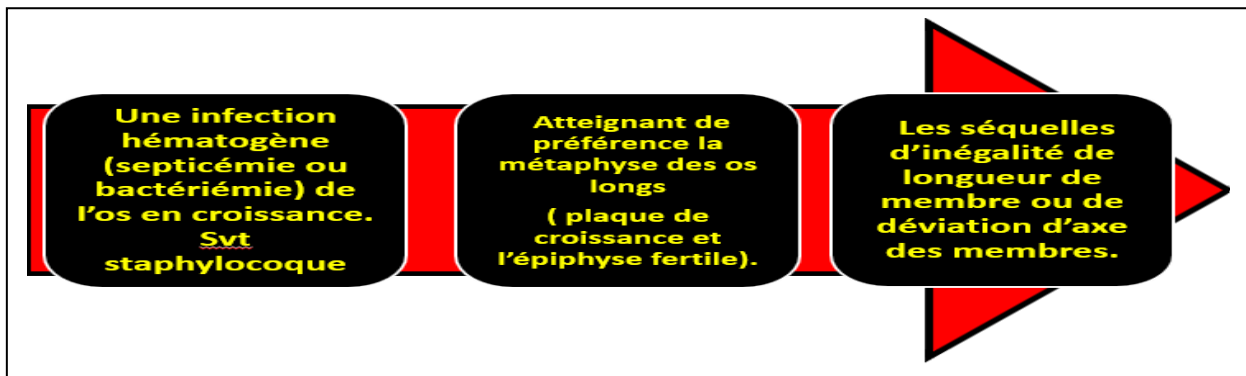 Une infection
hématogène
(septicémie ou
bactériémie) de
l'os en croissance.
Svt
staphylocoque
Atteignant de
préférence la
métaphyse des os
longs
( plaque de
croissance et
l'épiphyse fertile).
Les séquelles
d'inégalité de
longueur de
membre ou de
déviation d'axe
des membres.